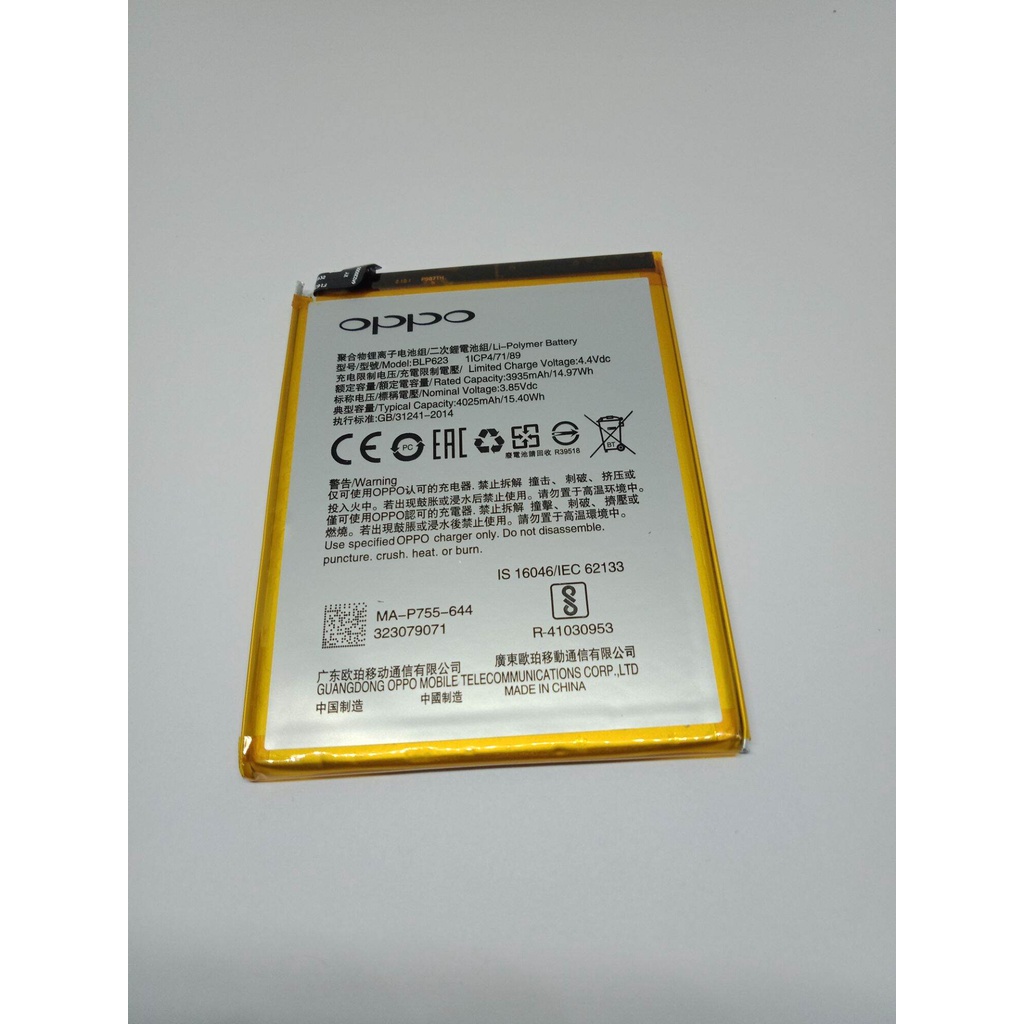 oppo
聚合物锂离子电池组/二次鋰電池組/Li-Polymer Battery
型号/型號/Model:BLP623 1ICP4/71/89
充电限制电压/充電限制電壓/ Limited Charge Voltage:4.4Vdc
额定容量/額定電容量/ Rated Capacity:3935mAh/14.97Wh
标称电压/標稱電壓/Nominal Voltage:3.85Vdc
典型容量/Typical Capacity:4025mAh/15.40Wh
执行标准:GB/31241-2014
CE PC EAC 廢電池請回收 R39518 BT
警告/Warning
仅可使用OPPO认可的充电器. 禁止拆解 撞击、刺破、挤压或
投入火中。若出现鼓胀或浸水后禁止使用。请勿置于高温环境中。
僅可使用OPPO認可的充電器. 禁止拆解 撞擊、刺破、擠壓或
燃燒。若出現鼓脹或浸水後禁止使用。請勿置于高溫環境中。
Use specified OPPO charger only. Do not disassemble.
puncture. crush. heat. or burn.
IS 16046/IEC 62133
MA-P755-644
323079071
R-41030953
广东欧珀移动通信有限公司 廣東歐珀移動通信有限公司
GUANGDONG OPPO MOBILE TELECOMMUNICATIONS CORP.,LTD
中国制造 中國制造 MADE IN CHINA